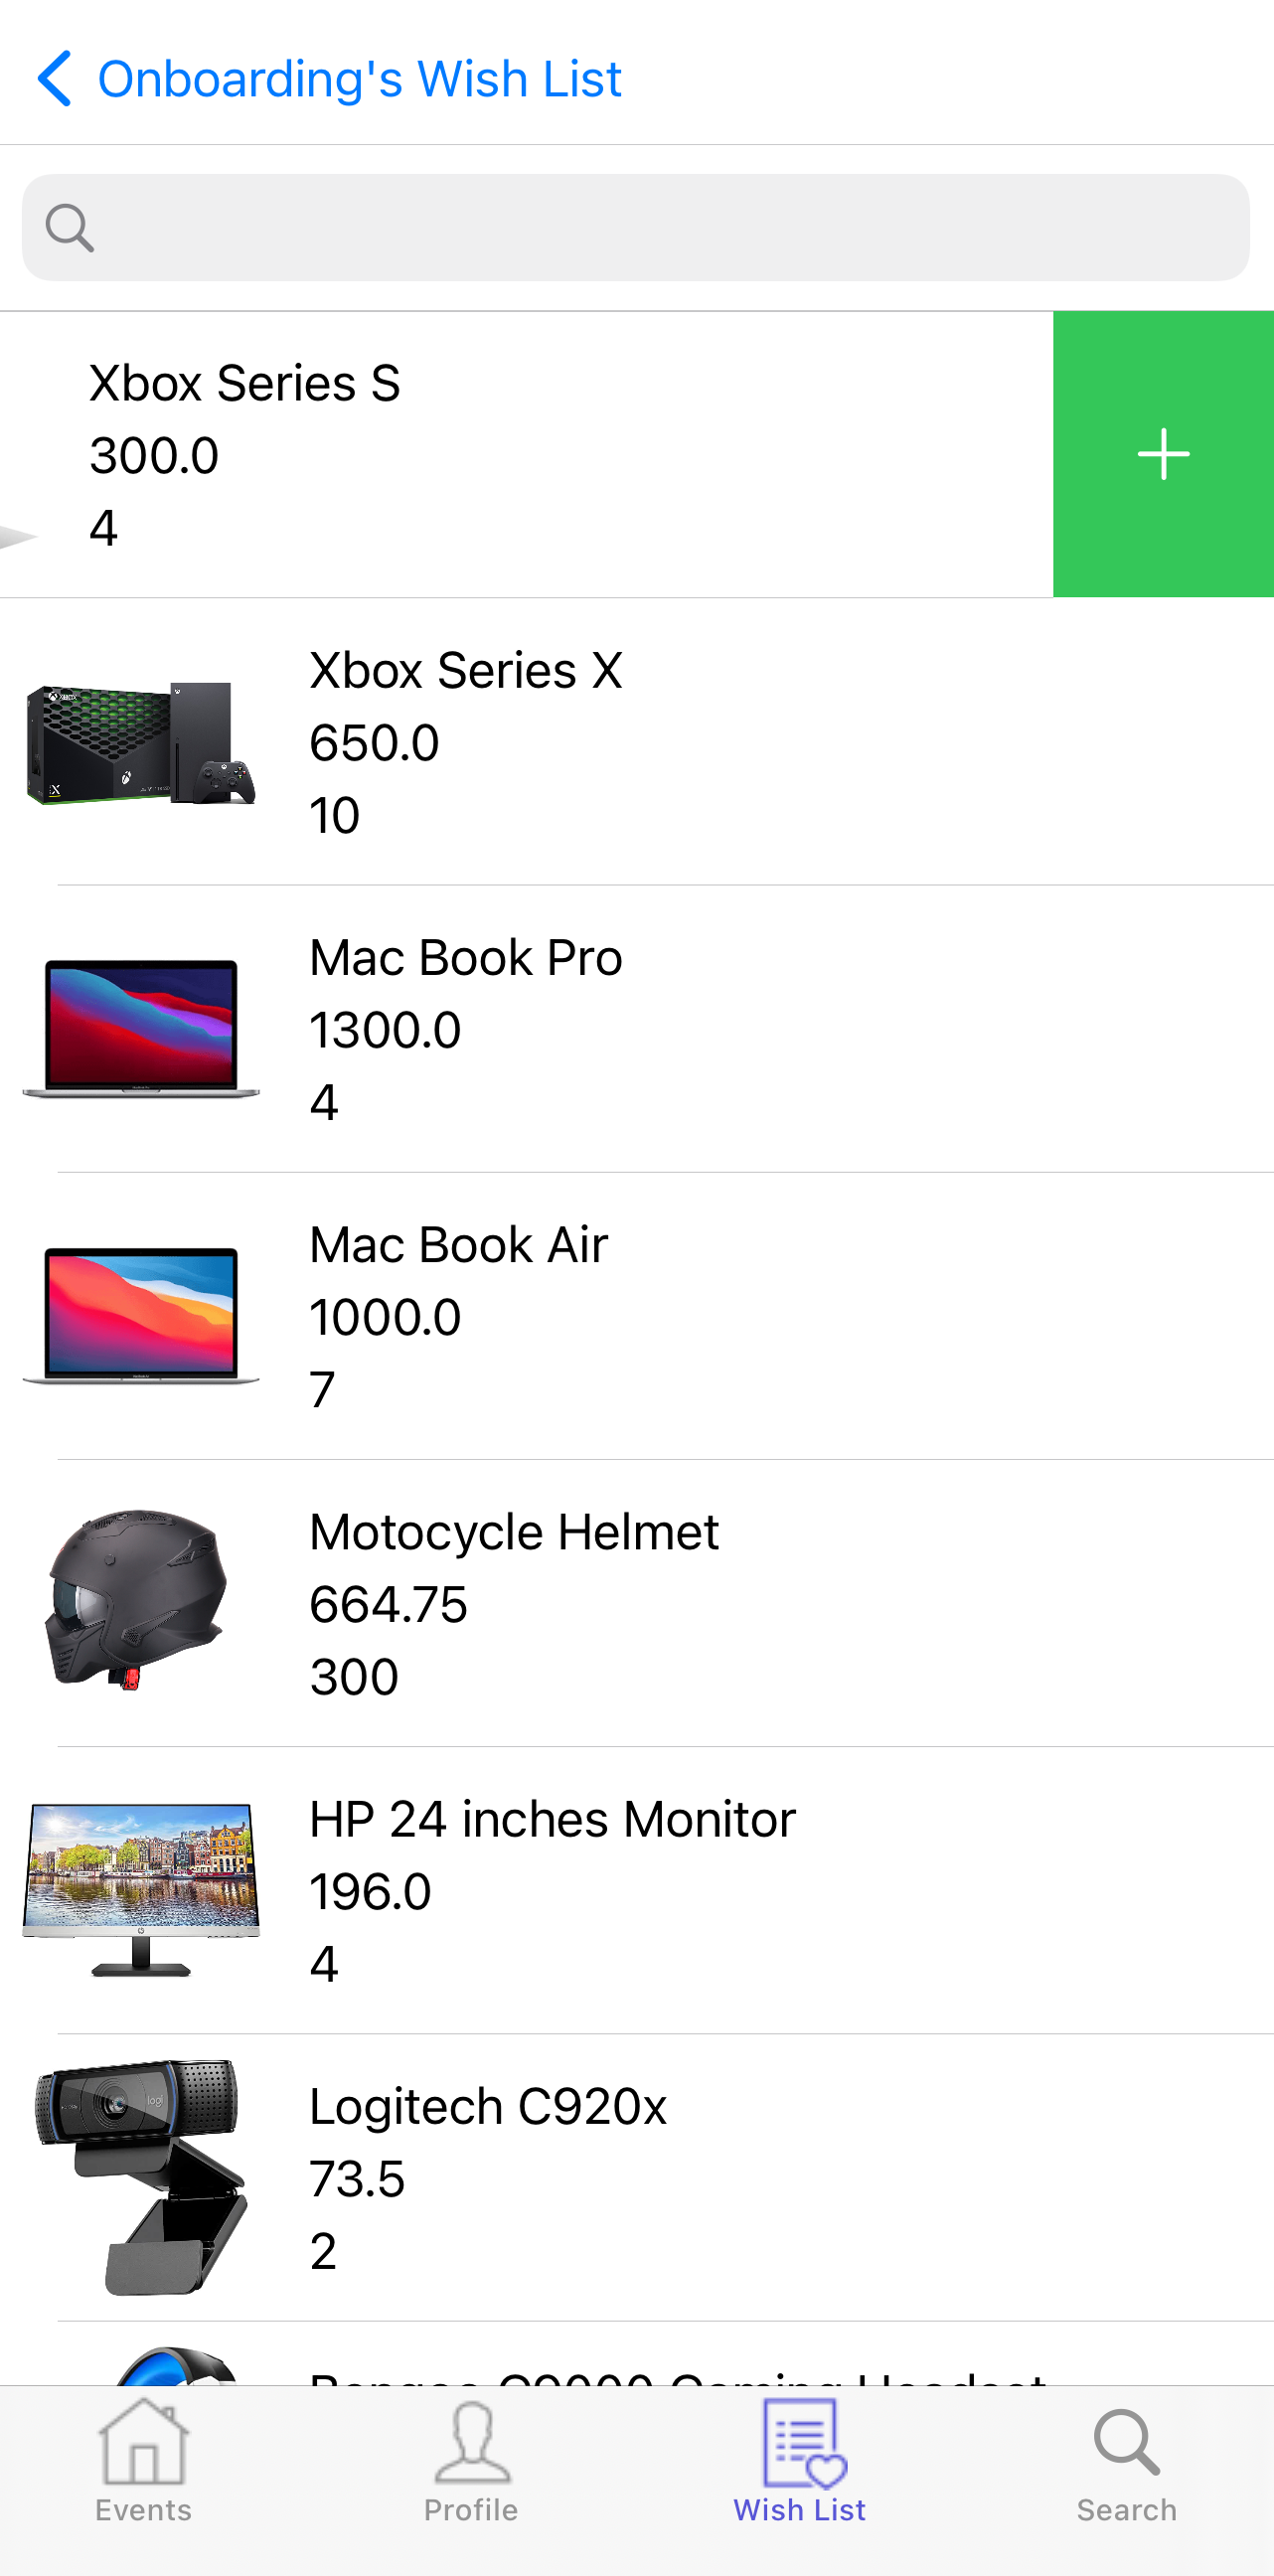 Onboarding's Wish List
Xbox Series S
300.0
4
Xbox Series X
650.0
10
Mac Book Pro
1300.0
4
Mac Book Air
1000.0
7
Motocycle Helmet
664.75
300
HP 24 inches Monitor
196.0
4
Logitech C920x
73.5
2
Events
Profile
Wish List
Search